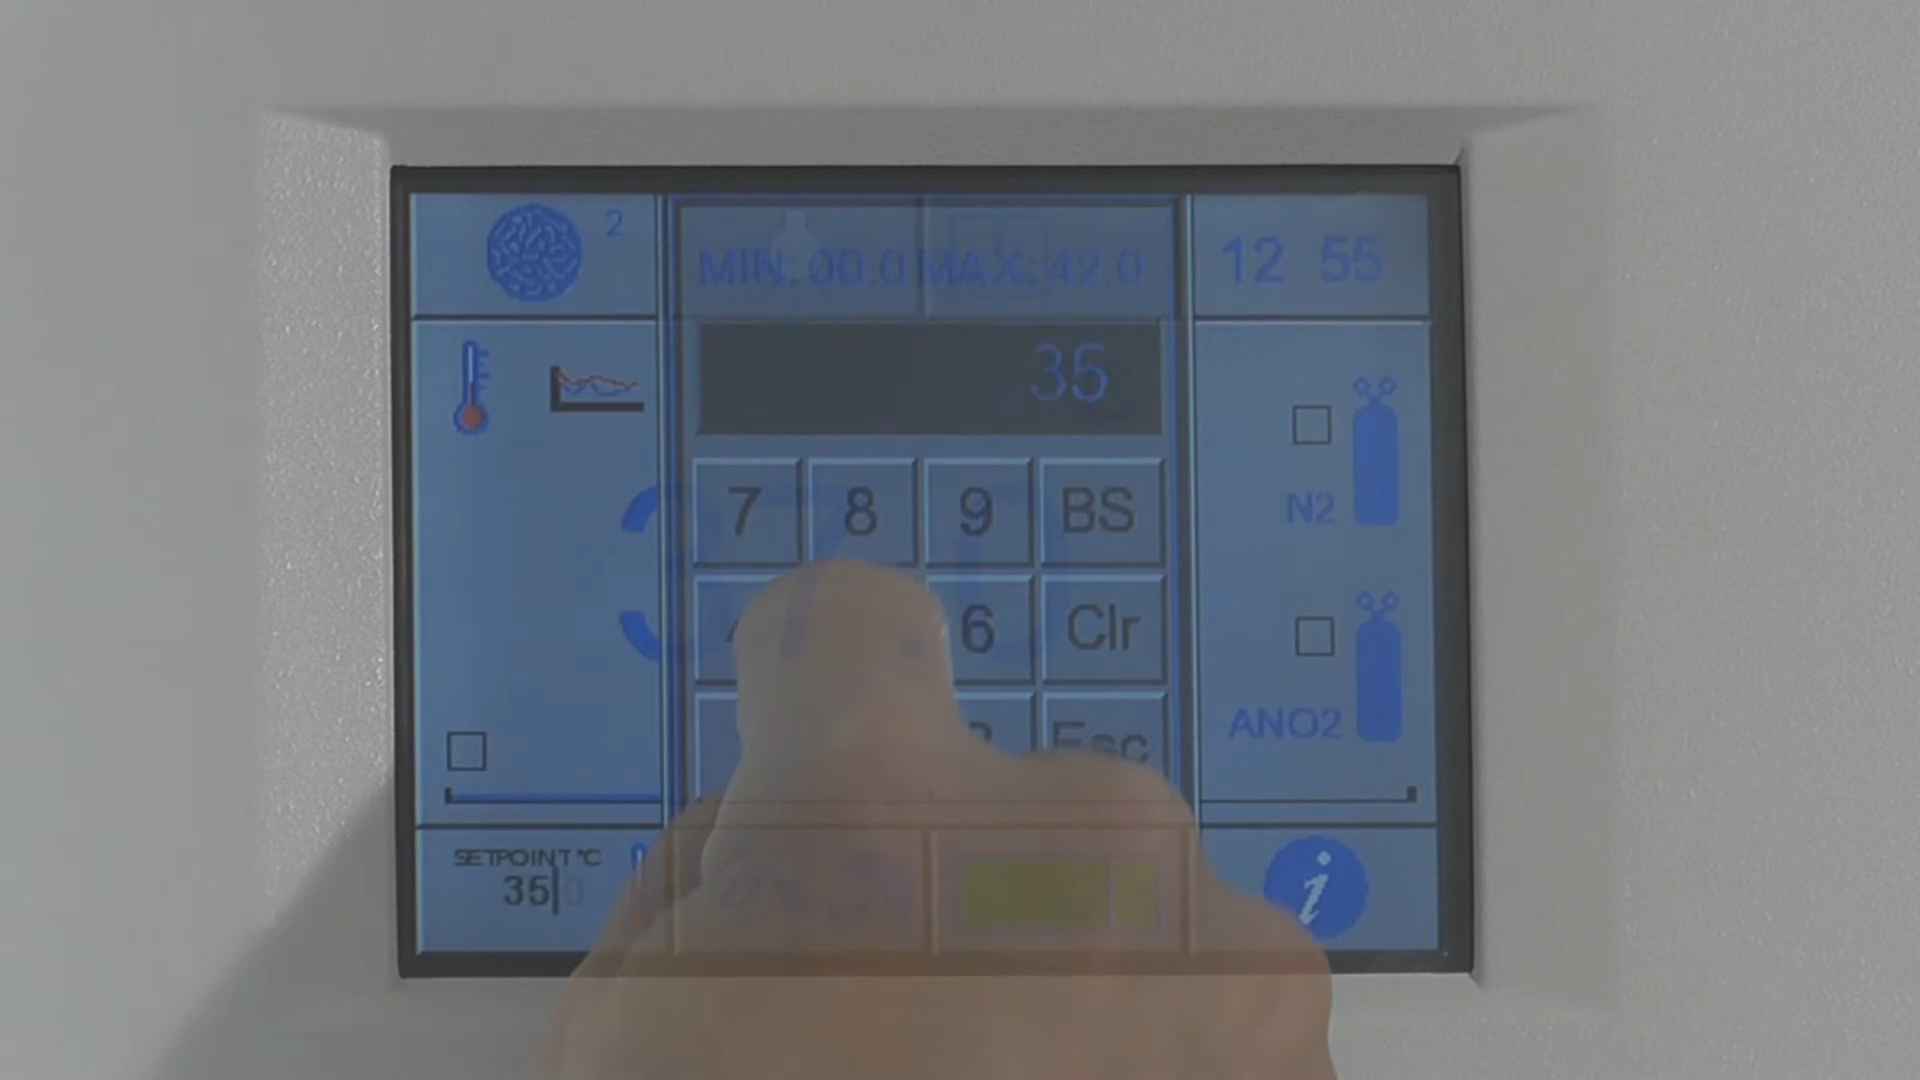 2
MIN: 00.0 MAX: 42.0
12 55
35
7 8 9 BS
6 Clr
Esc
N2
ANO2
SETPOINT °C
35
i